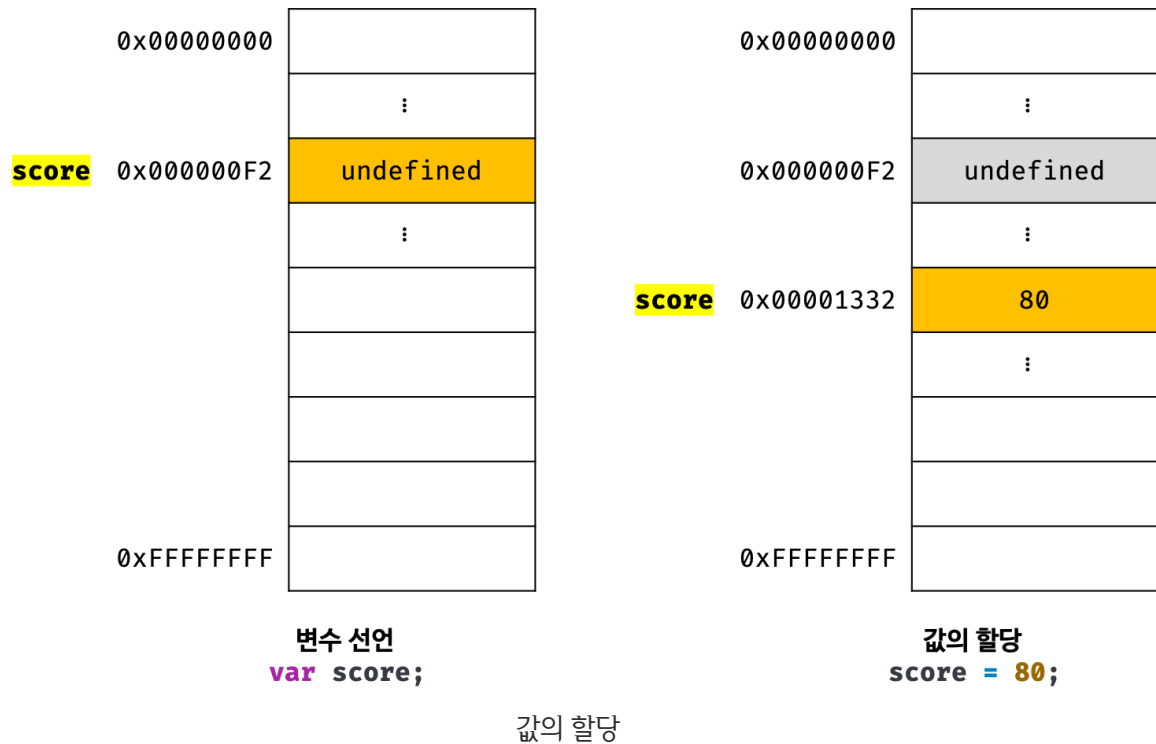 0x00000000
⋮
score 0x000000F2 undefined
⋮
0xFFFFFFFF
변수 선언
var score;
0x00000000
⋮
0x000000F2 undefined
⋮
score 0x00001332 80
⋮
0xFFFFFFFF
값의 할당
score = 80;
값의 할당